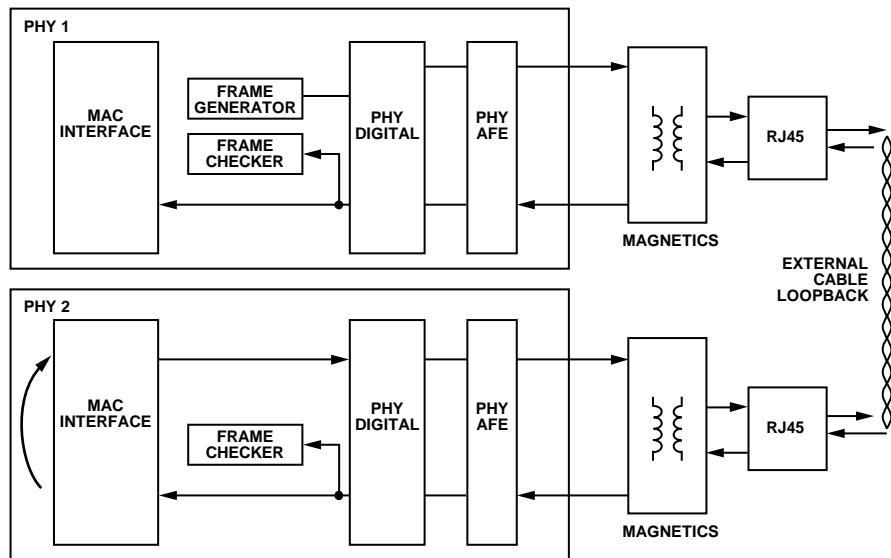 PHY 1
MAC
INTERFACE
FRAME
GENERATOR
FRAME
CHECKER
PHY
DIGITAL
PHY
AFE
MAGNETICS
RJ45
EXTERNAL
CABLE
LOOPBACK
PHY 2
MAC
INTERFACE
FRAME
CHECKER
PHY
DIGITAL
PHY
AFE
MAGNETICS
RJ45